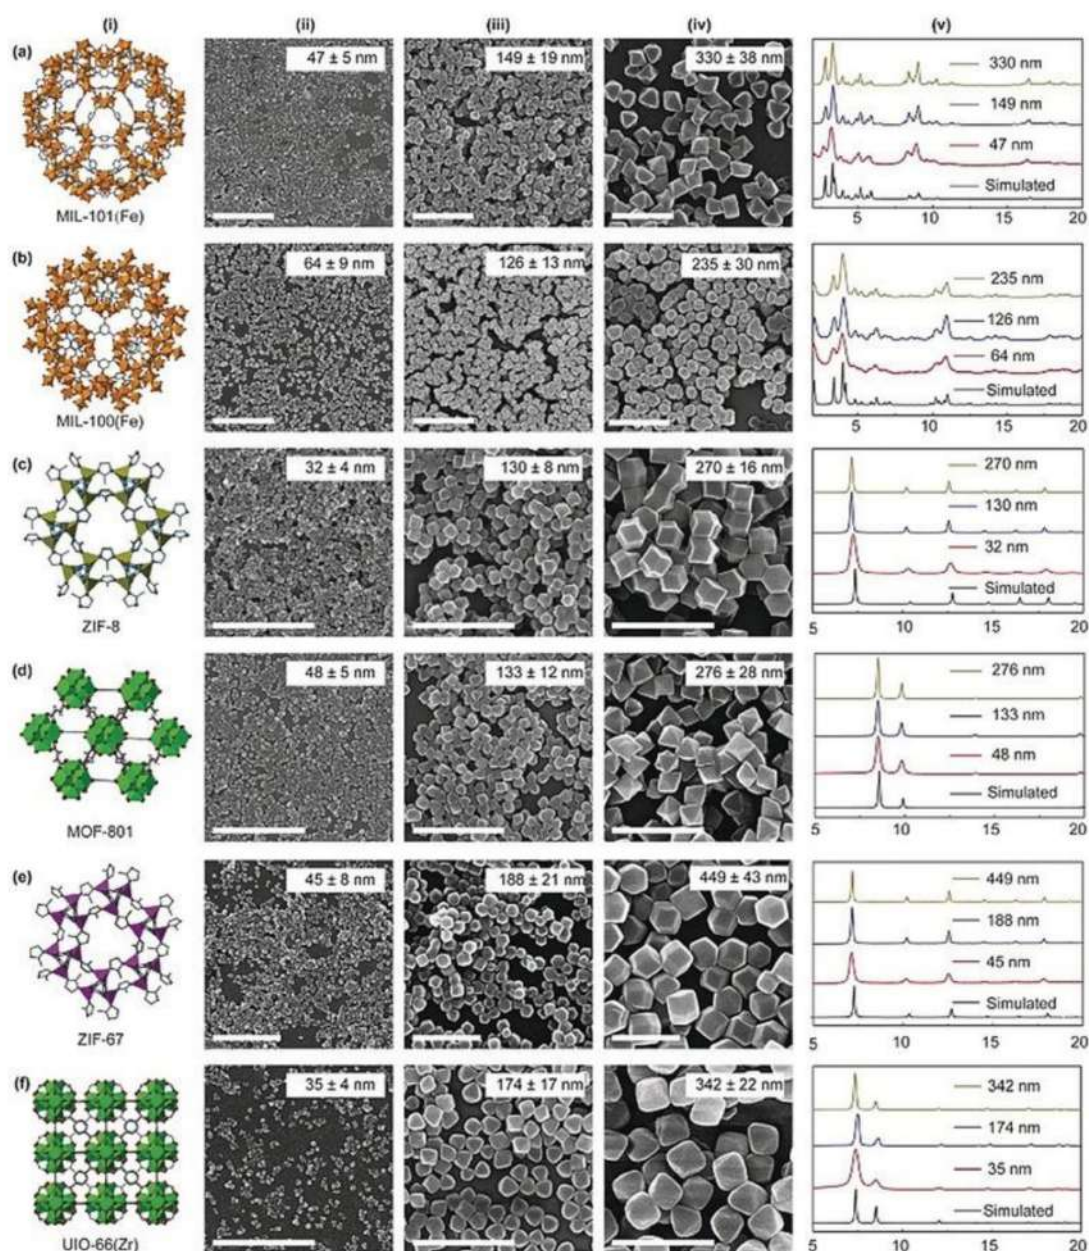 (i) (ii) (iii) (iv) (v)
(a) 47 ± 5 nm 149 ± 19 nm 330 ± 38 nm
330 nm
149 nm
47 nm
Simulated
MIL-101(Fe)
5 10 15 20
(b) 64 ± 9 nm 126 ± 13 nm 235 ± 30 nm
235 nm
126 nm
64 nm
Simulated
MIL-100(Fe)
5 10 15 20
(c) 32 ± 4 nm 130 ± 8 nm 270 ± 16 nm
270 nm
130 nm
32 nm
Simulated
ZIF-8
5 10 15 20
(d) 48 ± 5 nm 133 ± 12 nm 276 ± 28 nm
276 nm
133 nm
48 nm
Simulated
MOF-801
5 10 15 20
(e) 45 ± 8 nm 188 ± 21 nm 449 ± 43 nm
449 nm
188 nm
45 nm
Simulated
ZIF-67
5 10 15 20
(f) 35 ± 4 nm 174 ± 17 nm 342 ± 22 nm
342 nm
174 nm
35 nm
Simulated
UIO-66(Zr)
5 10 15 20